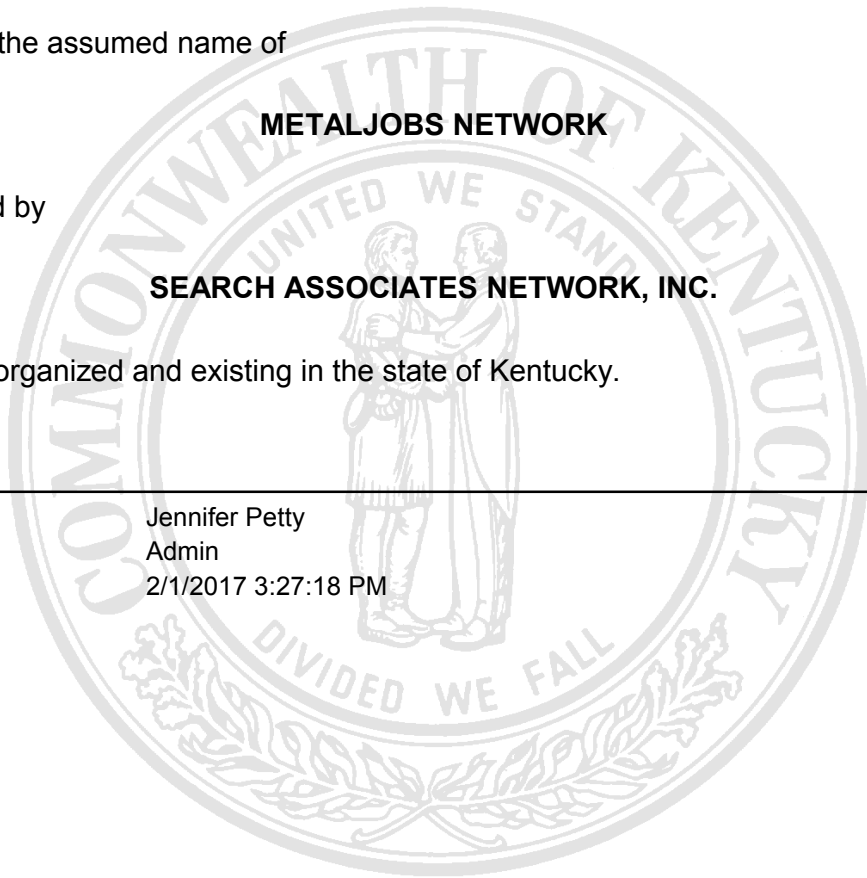 the assumed name of
METALJOBS NETWORK
d by
SEARCH ASSOCIATES NETWORK, INC.
organized and existing in the state of Kentucky.
Jennifer Petty
Admin
2/1/2017 3:27:18 PM
COMMONWEALTH OF KENTUCKY
UNITED WE STAND
DIVIDED WE FALL